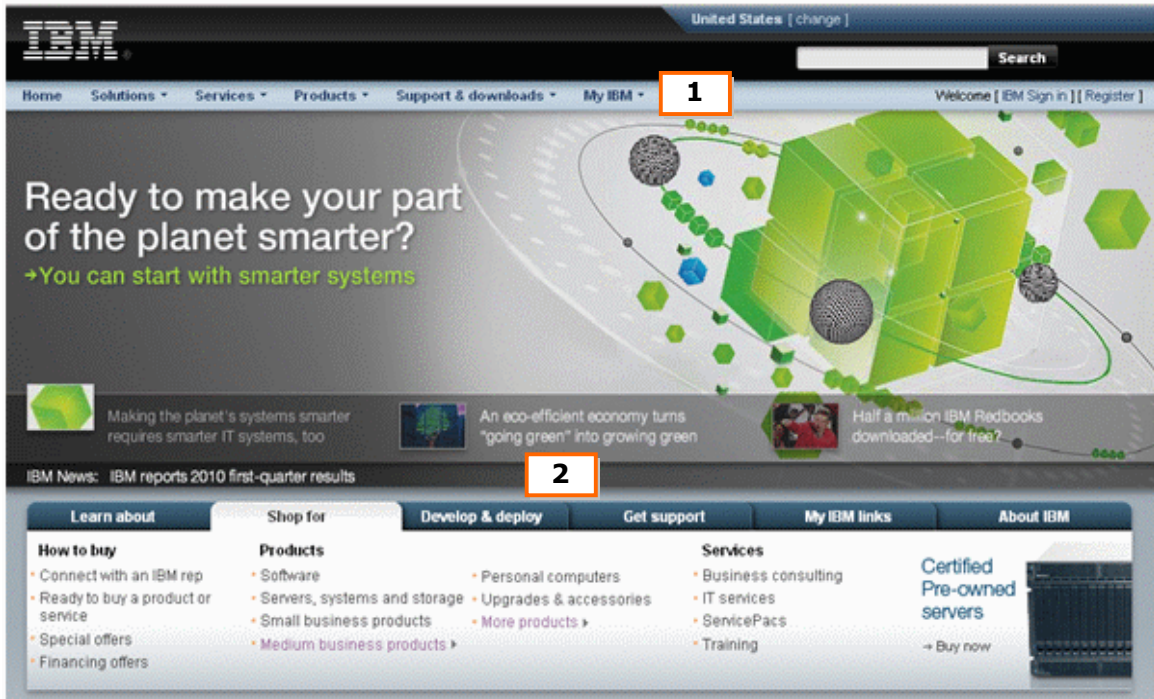 United States [ change ]
IBM
Search
Home Solutions Services Products Support & downloads My IBM 1 Welcome [ IBM Sign in ] [ Register ]
Ready to make your part
of the planet smarter?
→You can start with smarter systems
Making the planet's systems smarter
requires smarter IT systems, too
An eco-efficient economy turns
"going green" into growing green
Half a million IBM Redbooks
downloaded--for free?
IBM News: IBM reports 2010 first-quarter results
2
Learn about Shop for Develop & deploy Get support My IBM links About IBM
How to buy
Connect with an IBM rep
Ready to buy a product or
service
Special offers
Financing offers
Products
Software
Servers, systems and storage
Small business products
Medium business products
Personal computers
Upgrades & accessories
More products
Services
Business consulting
IT services
ServicePacs
Training
Certified
Pre-owned
servers
→ Buy now